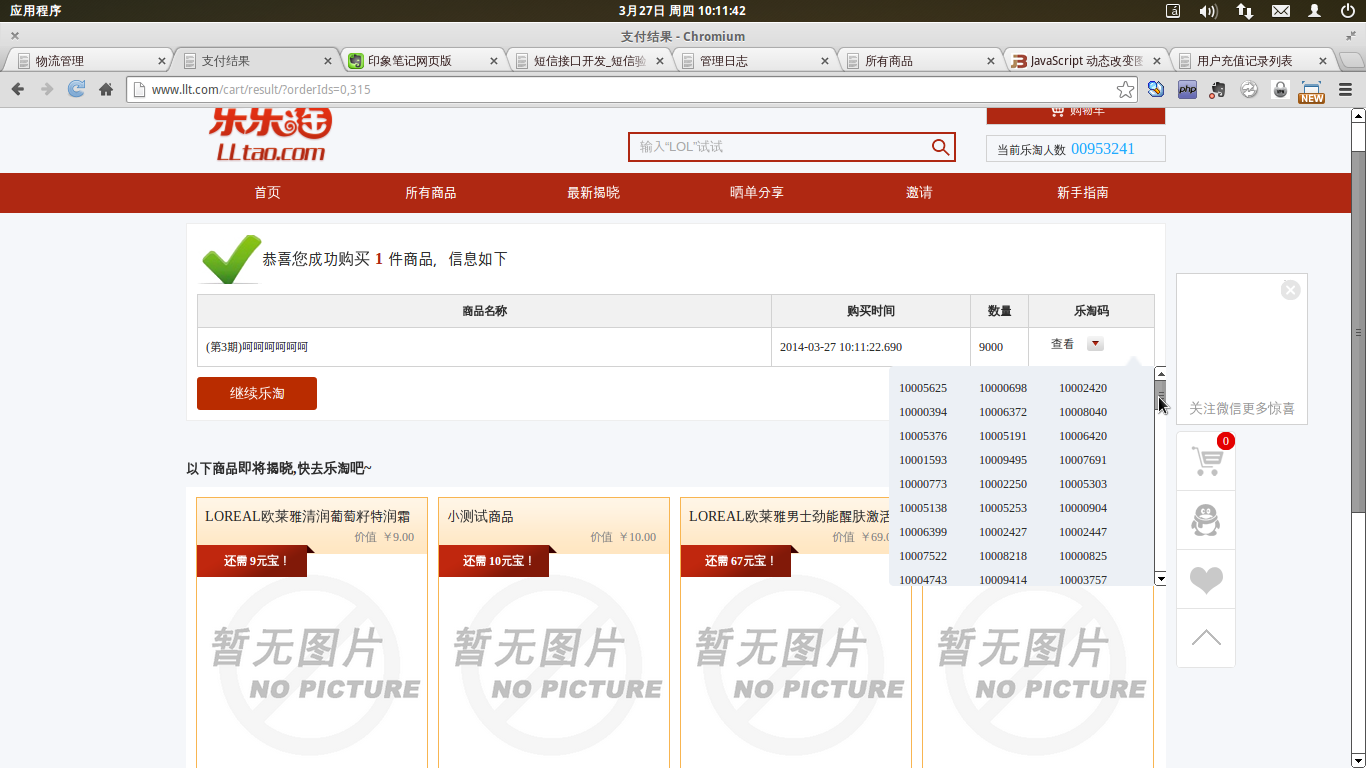 应用程序
3月27日 周四 10:11:42
支付结果 - Chromium
物流管理
支付结果
印象笔记网页版
短信接口开发_短信验
管理日志
所有商品
JavaScript 动态改变图
用户充值记录列表
www.llt.com/cart/result/?orderIds=0,315
php
NEW
乐乐淘
LLtao.com
输入“LOL”试试
购物车
当前乐淘人数 00953241
首页
所有商品
最新揭晓
晒单分享
邀请
新手指南
恭喜您成功购买 1 件商品，信息如下
商品名称
购买时间
数量
乐淘码
(第3期)呵呵呵呵呵呵
2014-03-27 10:11:22.690
9000
查看
继续乐淘
10005625 10000698 10002420
10000394 10006372 10008040
10005376 10005191 10006420
10001593 10009495 10007691
10000773 10002250 10005303
10005138 10005253 10000904
10006399 10002427 10002447
10007522 10008218 10000825
10004743 10009414 10003757
关注微信更多惊喜
0
以下商品即将揭晓,快去乐淘吧~
LOREAL欧莱雅清润葡萄籽特润霜
价值 ￥9.00
还需 9元宝！
暂无图片
NO PICTURE
小测试商品
价值 ￥10.00
还需 10元宝！
暂无图片
NO PICTURE
LOREAL欧莱雅男士劲能醒肤激活
价值 ￥69.0
还需 67元宝！
暂无图片
NO PICTURE
暂无图片
NO PICTURE